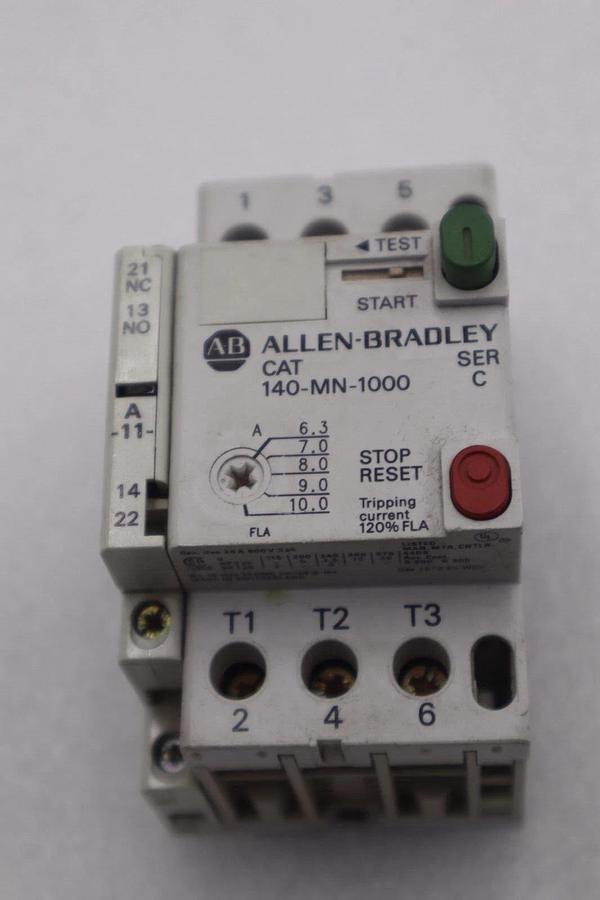 1 3 5
◄ TEST
START
21
NC
13
NO
A
-11-
14
22
AB ALLEN-BRADLEY
CAT
140-MN-1000
SER
C
A
6.3
7.0
8.0
9.0
10.0
FLA
STOP
RESET
Tripping
current
120% FLA
LISTED
T1 T2 T3
2 4 6